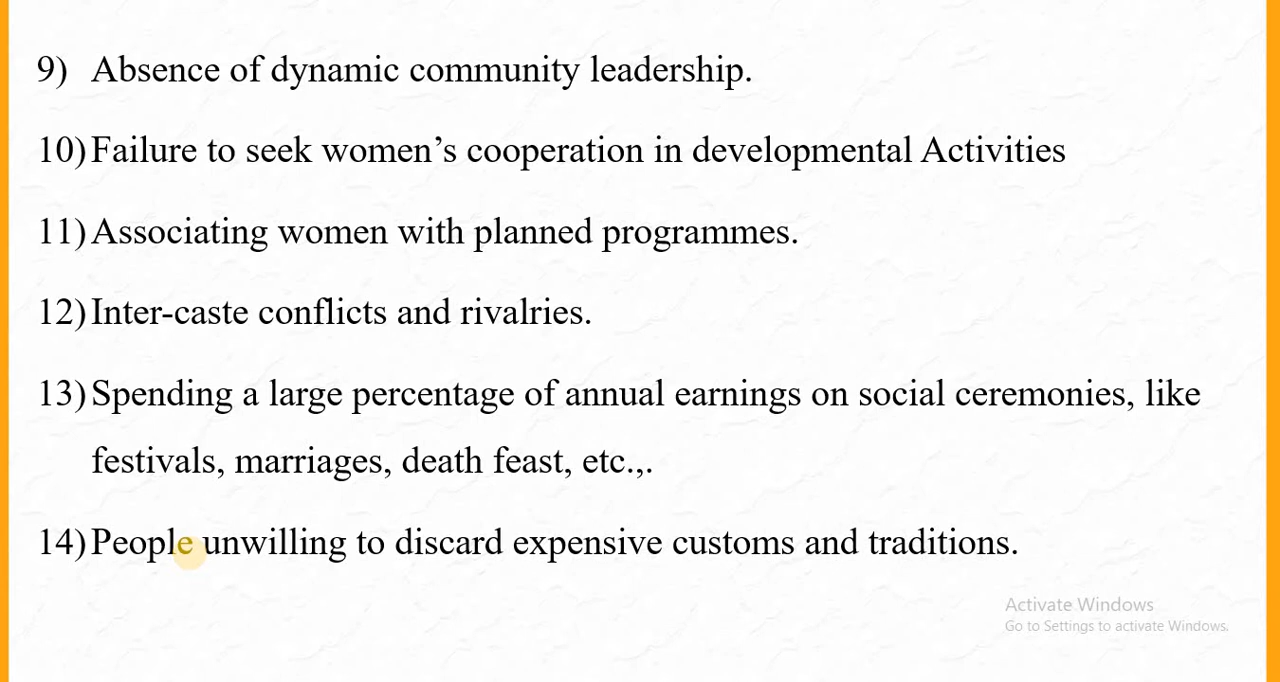 9) Absence of dynamic community leadership.
10) Failure to seek women’s cooperation in developmental Activities
11) Associating women with planned programmes.
12) Inter-caste conflicts and rivalries.
13) Spending a large percentage of annual earnings on social ceremonies, like
festivals, marriages, death feast, etc.,.
14) People unwilling to discard expensive customs and traditions.
Activate Windows
Go to Settings to activate Windows.